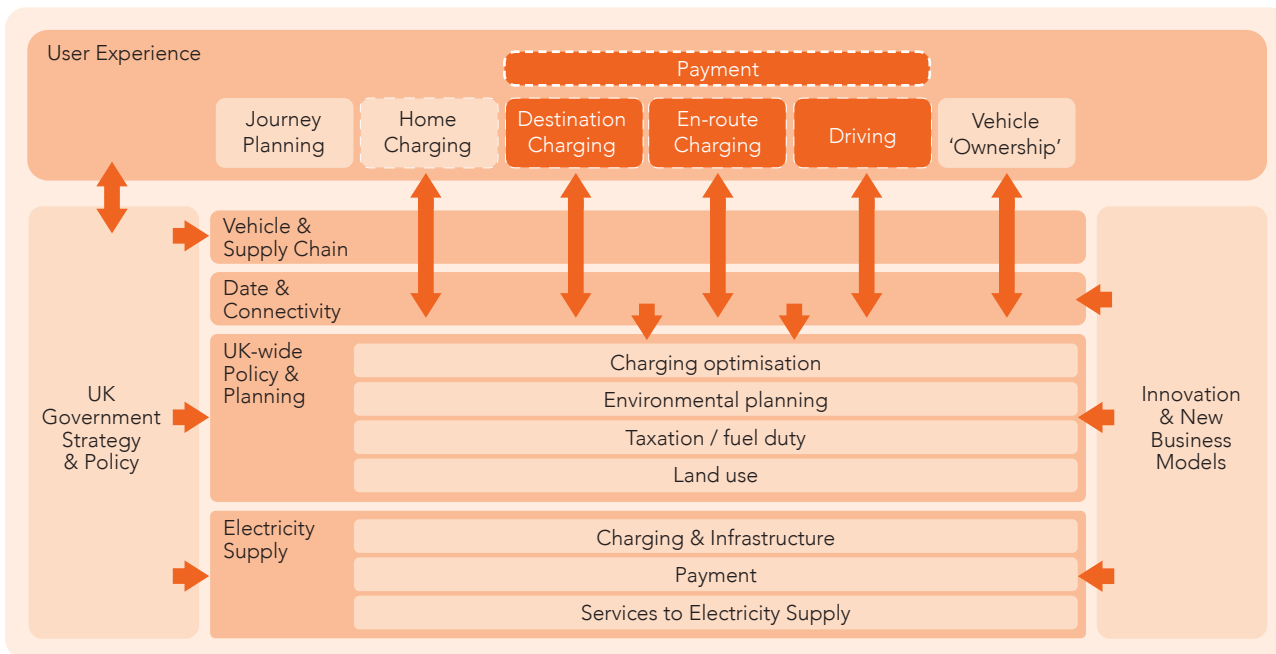 User Experience
Payment
Journey
Planning
Home
Charging
Destination
Charging
En-route
Charging
Driving
Vehicle
‘Ownership’
UK
Government
Strategy
& Policy
Vehicle &
Supply Chain
Date &
Connectivity
UK-wide
Policy &
Planning
Charging optimisation
Environmental planning
Taxation / fuel duty
Land use
Electricity
Supply
Charging & Infrastructure
Payment
Services to Electricity Supply
Innovation
& New
Business
Models